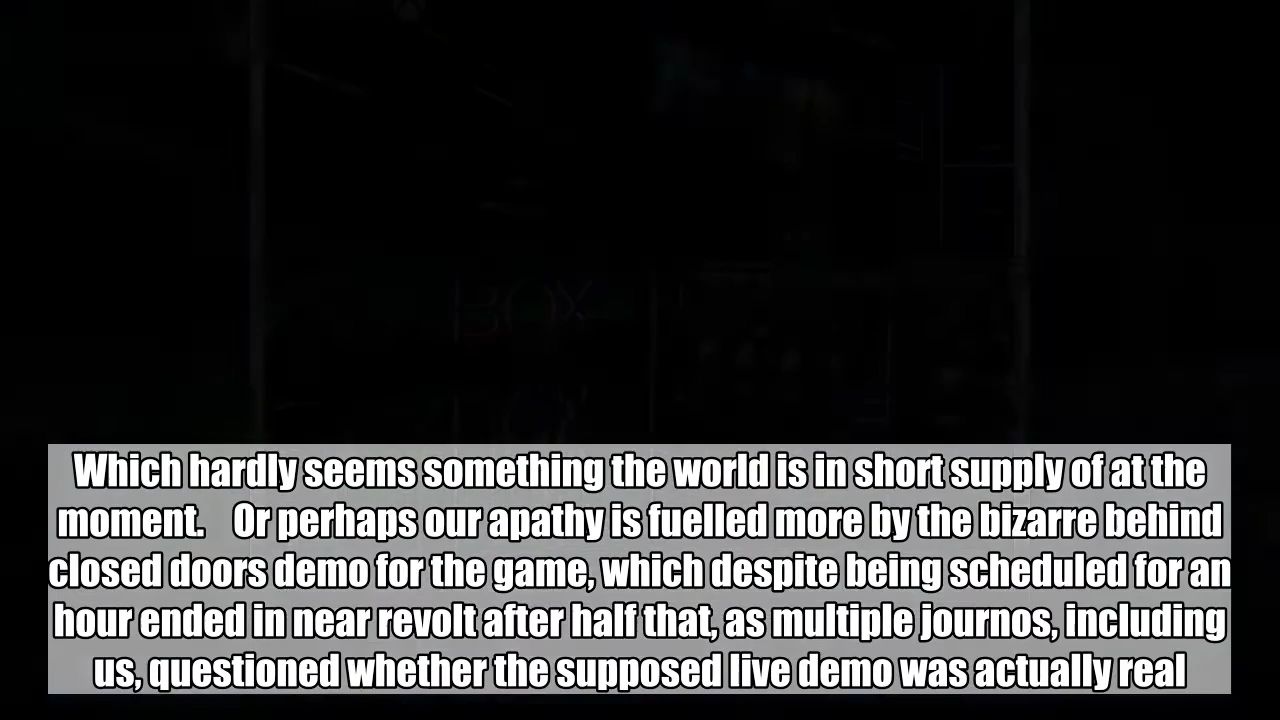 Which hardly seems something the world is in short supply of at the
moment. Or perhaps our apathy is fuelled more by the bizarre behind
closed doors demo for the game, which despite being scheduled for an
hour ended in near revolt after half that, as multiple journos, including
us, questioned whether the supposed live demo was actually real